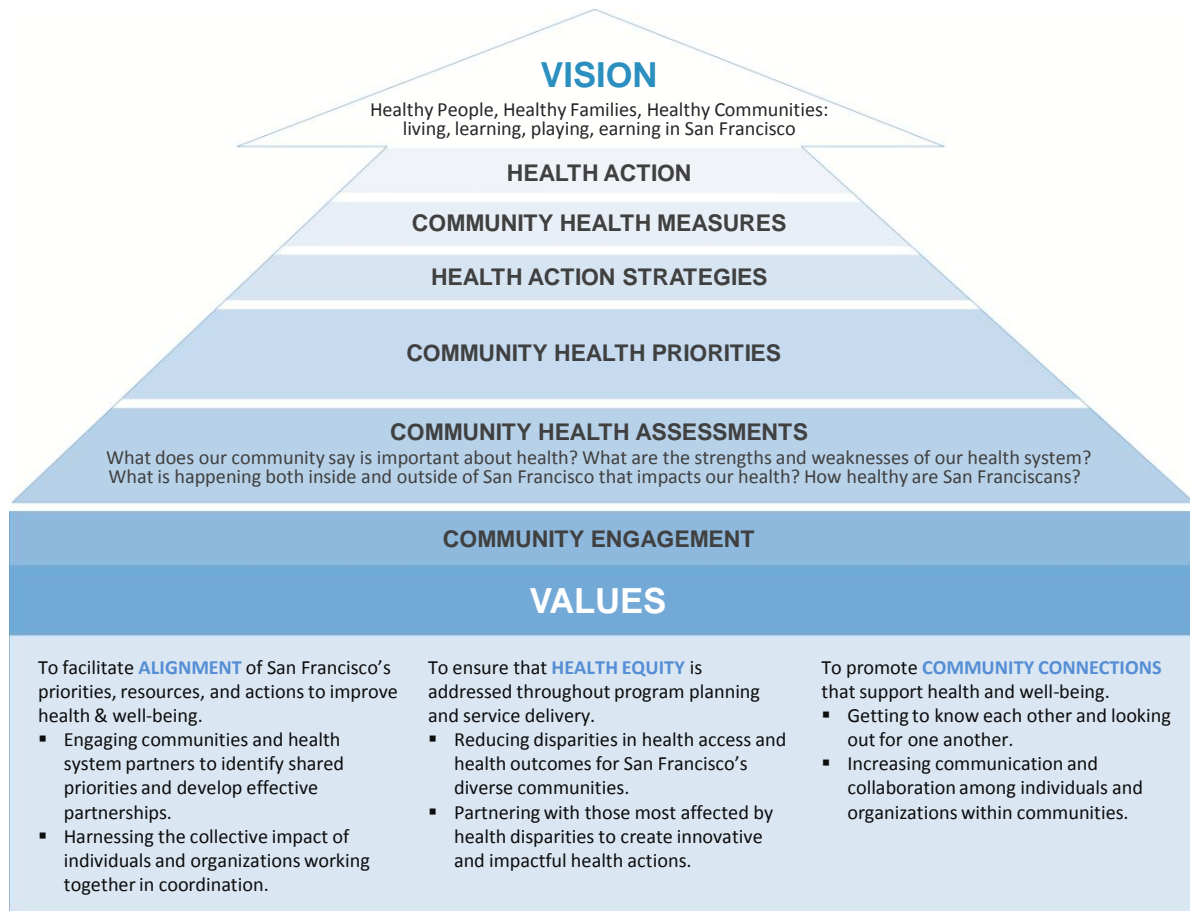 VISION
Healthy People, Healthy Families, Healthy Communities:
living, learning, playing, earning in San Francisco
HEALTH ACTION
COMMUNITY HEALTH MEASURES
HEALTH ACTION STRATEGIES
COMMUNITY HEALTH PRIORITIES
COMMUNITY HEALTH ASSESSMENTS
What does our community say is important about health? What are the strengths and weaknesses of our health system?
What is happening both inside and outside of San Francisco that impacts our health? How healthy are San Franciscans?
COMMUNITY ENGAGEMENT
VALUES
To facilitate ALIGNMENT of San Francisco’s
priorities, resources, and actions to improve
health & well-being.
▪ Engaging communities and health
system partners to identify shared
priorities and develop effective
partnerships.
▪ Harnessing the collective impact of
individuals and organizations working
together in coordination.
To ensure that HEALTH EQUITY is
addressed throughout program planning
and service delivery.
▪ Reducing disparities in health access and
health outcomes for San Francisco’s
diverse communities.
▪ Partnering with those most affected by
health disparities to create innovative
and impactful health actions.
To promote COMMUNITY CONNECTIONS
that support health and well-being.
▪ Getting to know each other and looking
out for one another.
▪ Increasing communication and
collaboration among individuals and
organizations within communities.